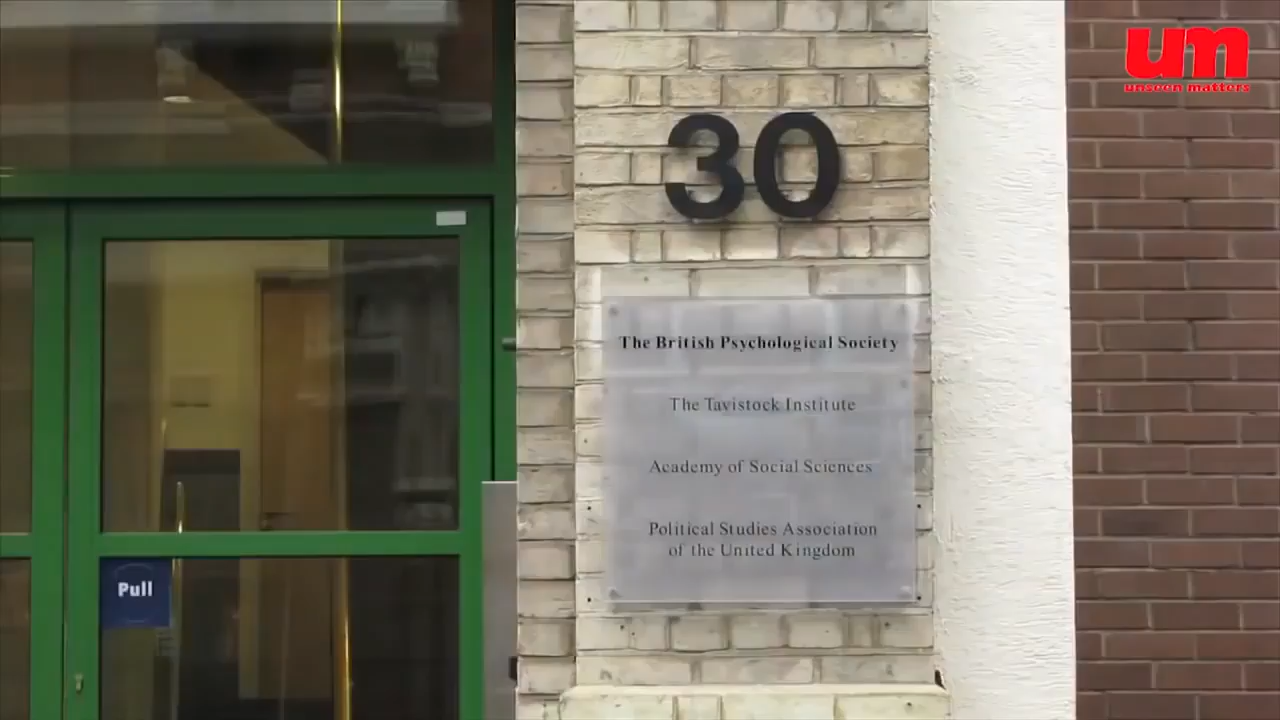 um
unseen matters
30
The British Psychological Society
The Tavistock Institute
Academy of Social Sciences
Political Studies Association
of the United Kingdom
Pull